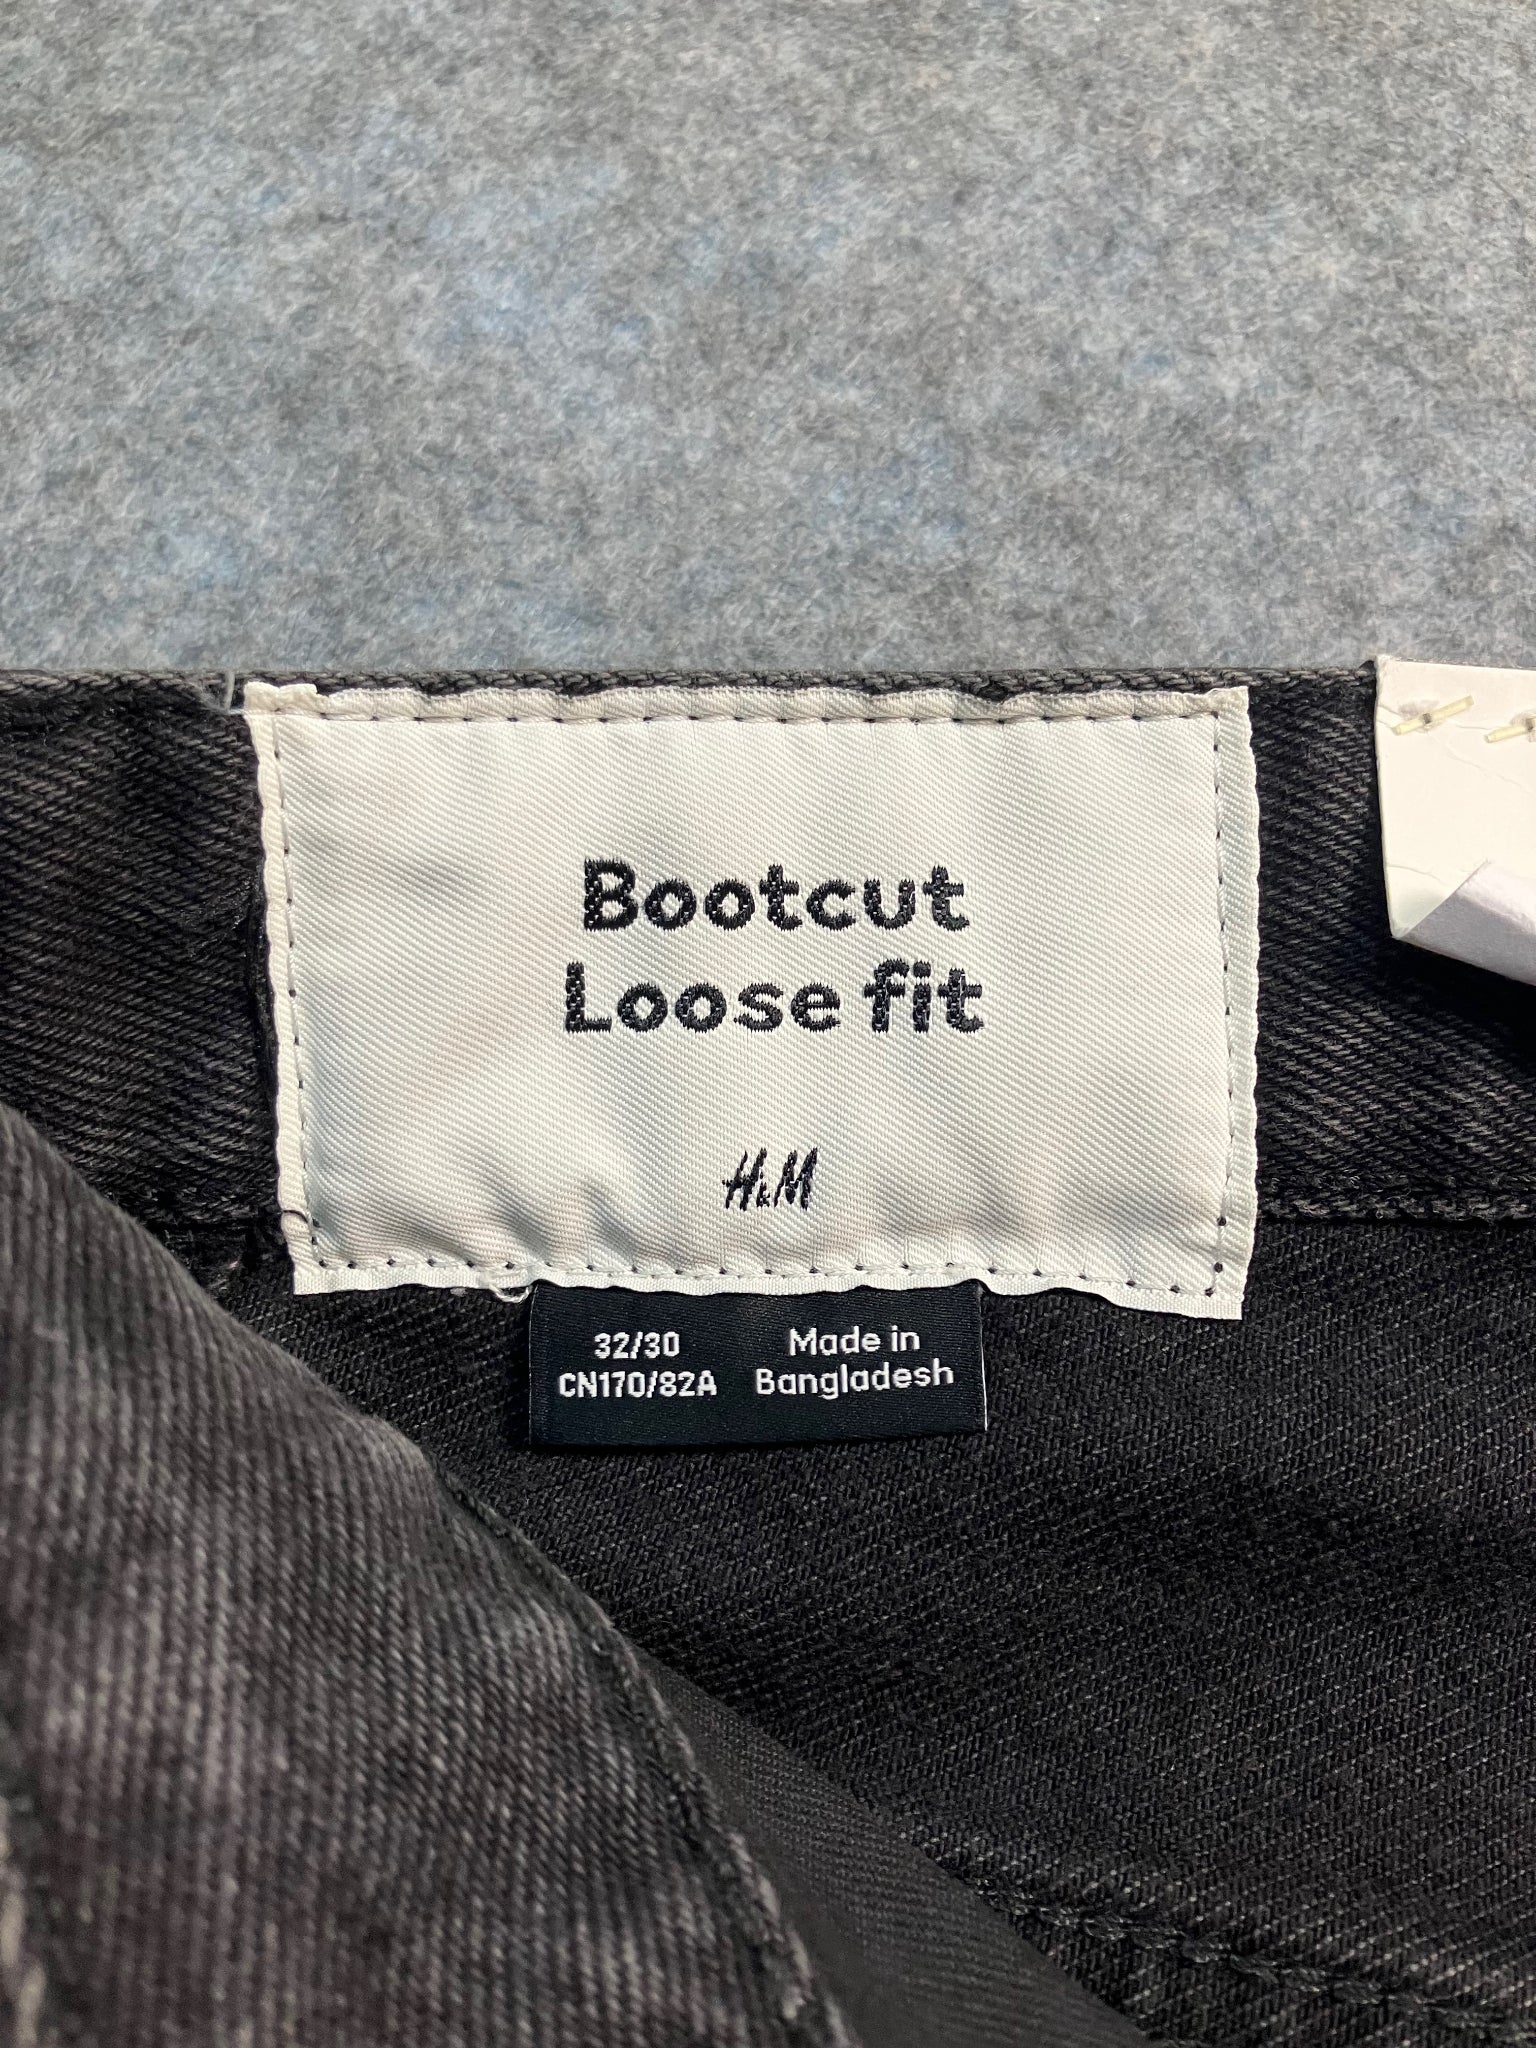 Bootcut
Loose fit
H&M
32/30
CN170/82A
Made in
Bangladesh